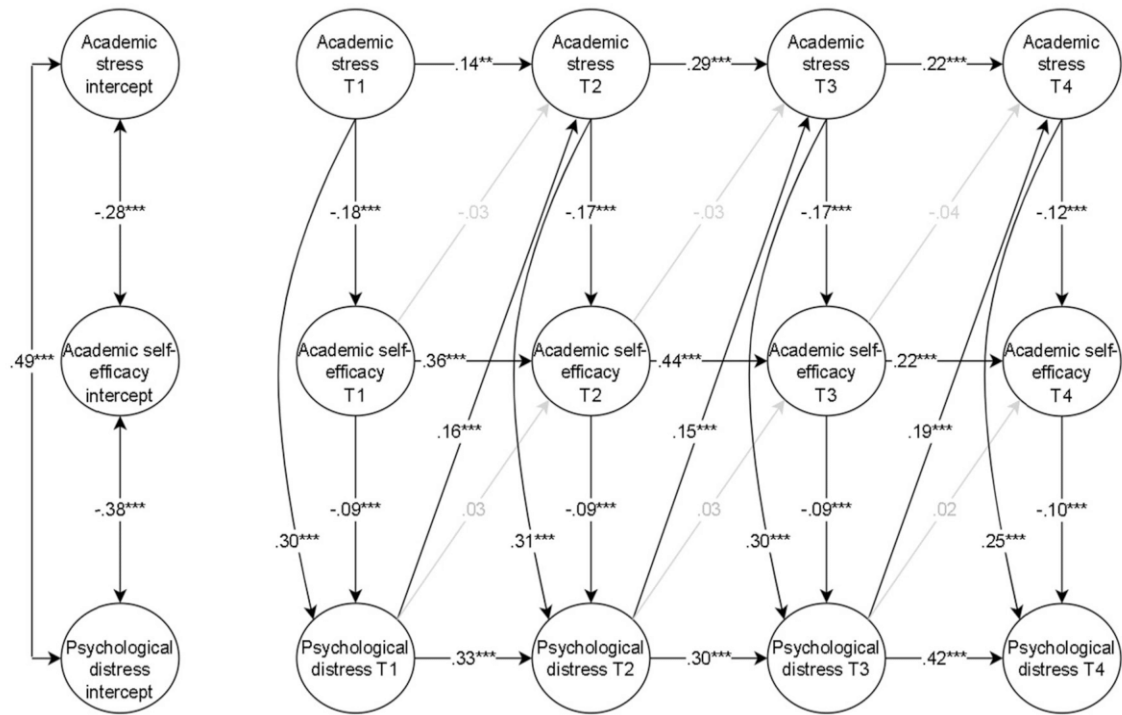 Academic
stress
intercept
Academic
stress
T1
Academic
stress
T2
Academic
stress
T3
Academic
stress
T4
.14**
.29***
.22***
-.28***
-.18***
-.03
-.17***
-.03
-.17***
-.04
-.12***
.49***
Academic self-
efficacy
intercept
Academic self-
efficacy
T1
.36***
Academic self-
efficacy
T2
.44***
Academic self-
efficacy
T3
.22***
Academic self-
efficacy
T4
.16***
.15***
.19***
-.38***
-.09***
.03
-.09***
.03
-.09***
.02
-.10***
.30***
.31***
.30***
.25***
Psychological
distress
intercept
Psychological
distress T1
.33***
Psychological
distress T2
.30***
Psychological
distress T3
.42***
Psychological
distress T4